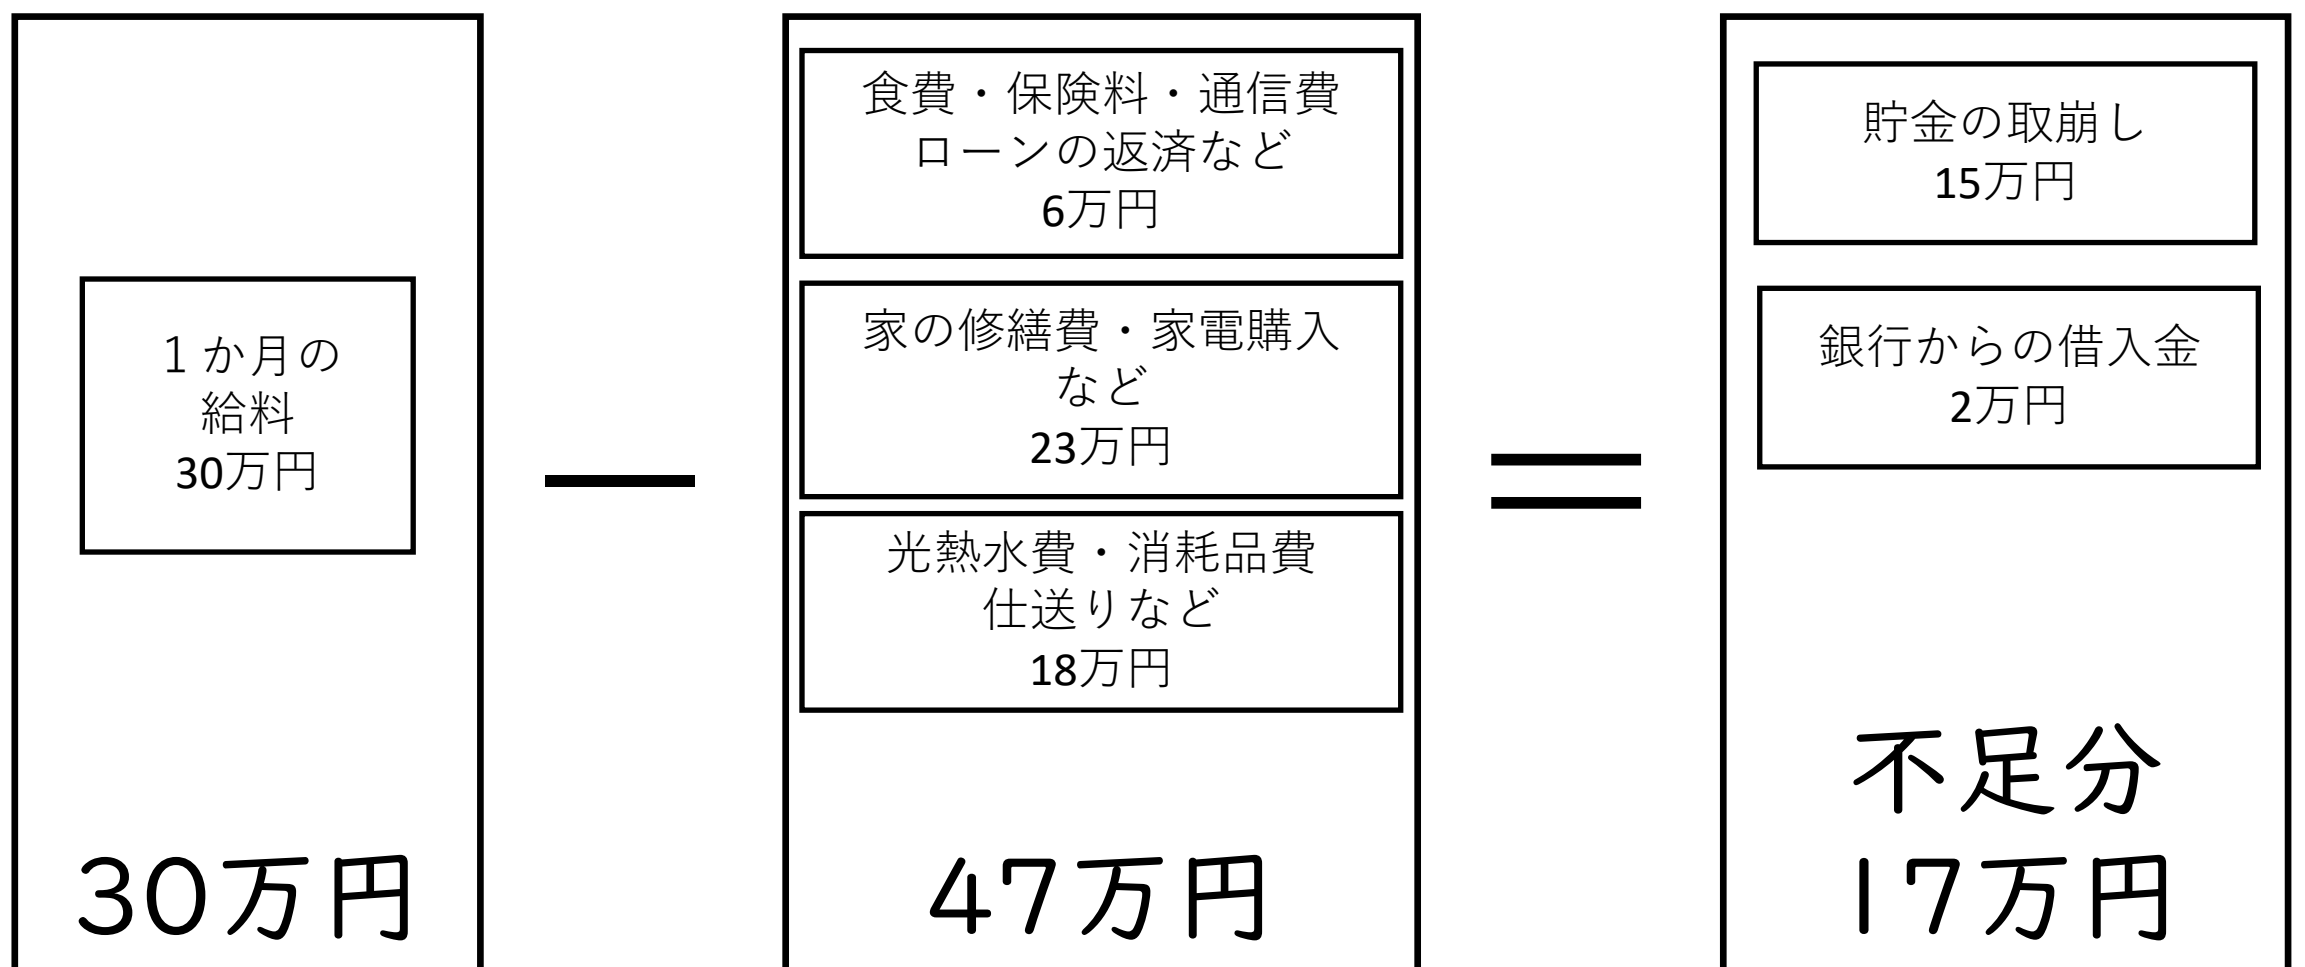 １か月の
給料
30万円
30万円
―
食費・保険料・通信費
ローンの返済など
6万円
家の修繕費・家電購入
など
23万円
光熱水費・消耗品費
仕送りなど
18万円
47万円
＝
貯金の取崩し
15万円
銀行からの借入金
2万円
不足分
17万円